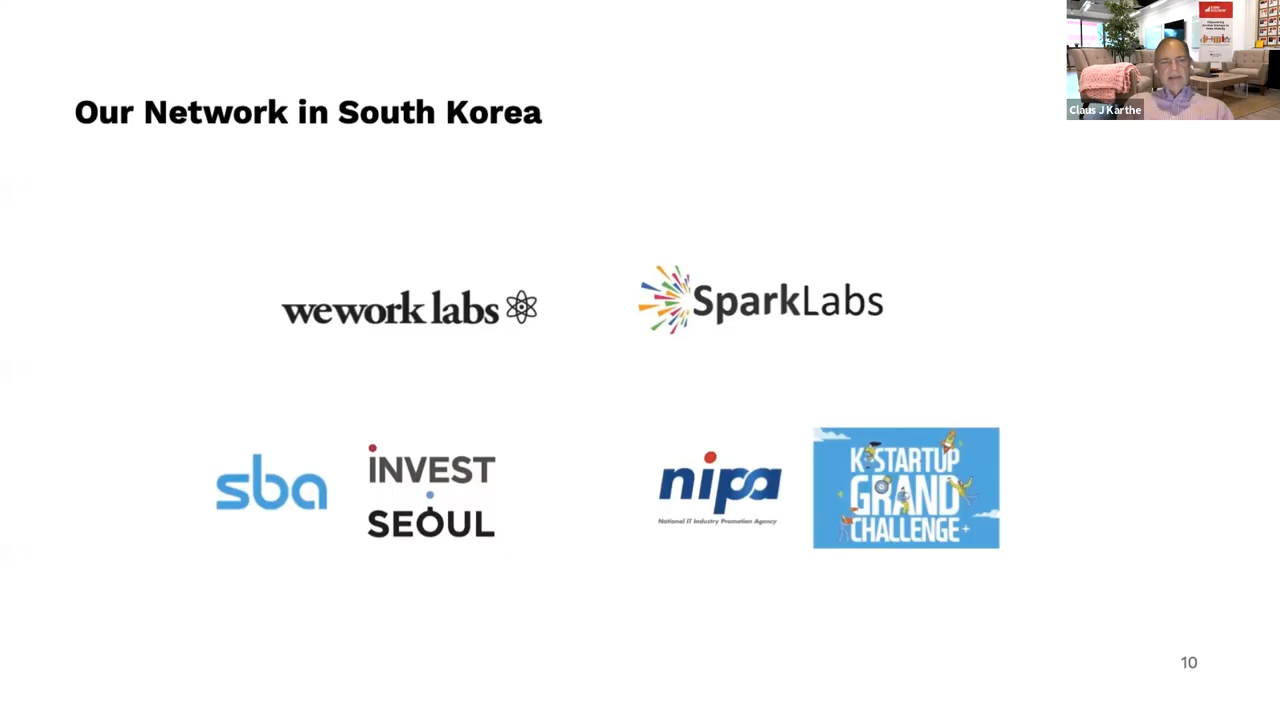 Our Network in South Korea
Claus J Karthe
wework labs
SparkLabs
sba
iNVEST
SEOUL
nipa
National IT Industry Promotion Agency
K-STARTUP
GRAND
CHALLENGE
10